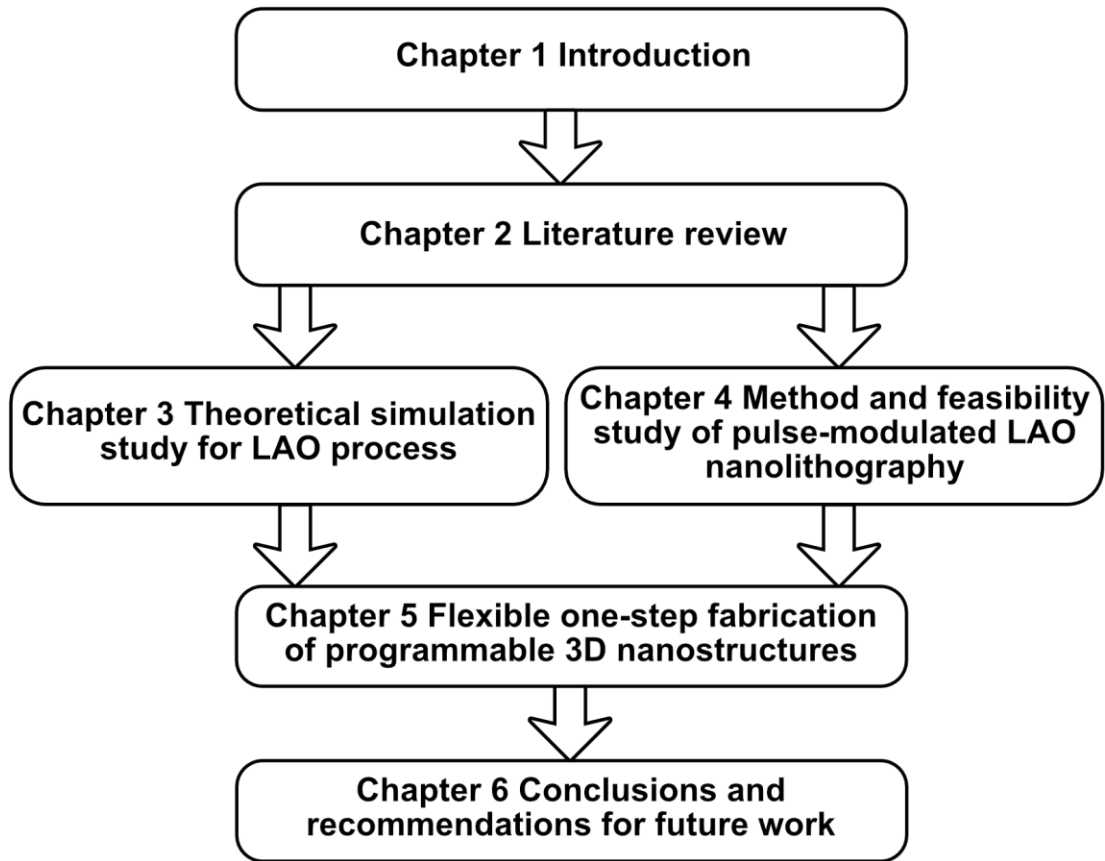 Chapter 1 Introduction
Chapter 2 Literature review
Chapter 3 Theoretical simulation
study for LAO process
Chapter 4 Method and feasibility
study of pulse-modulated LAO
nanolithography
Chapter 5 Flexible one-step fabrication
of programmable 3D nanostructures
Chapter 6 Conclusions and
recommendations for future work